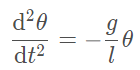 d²θ/dt² = −g/l θ